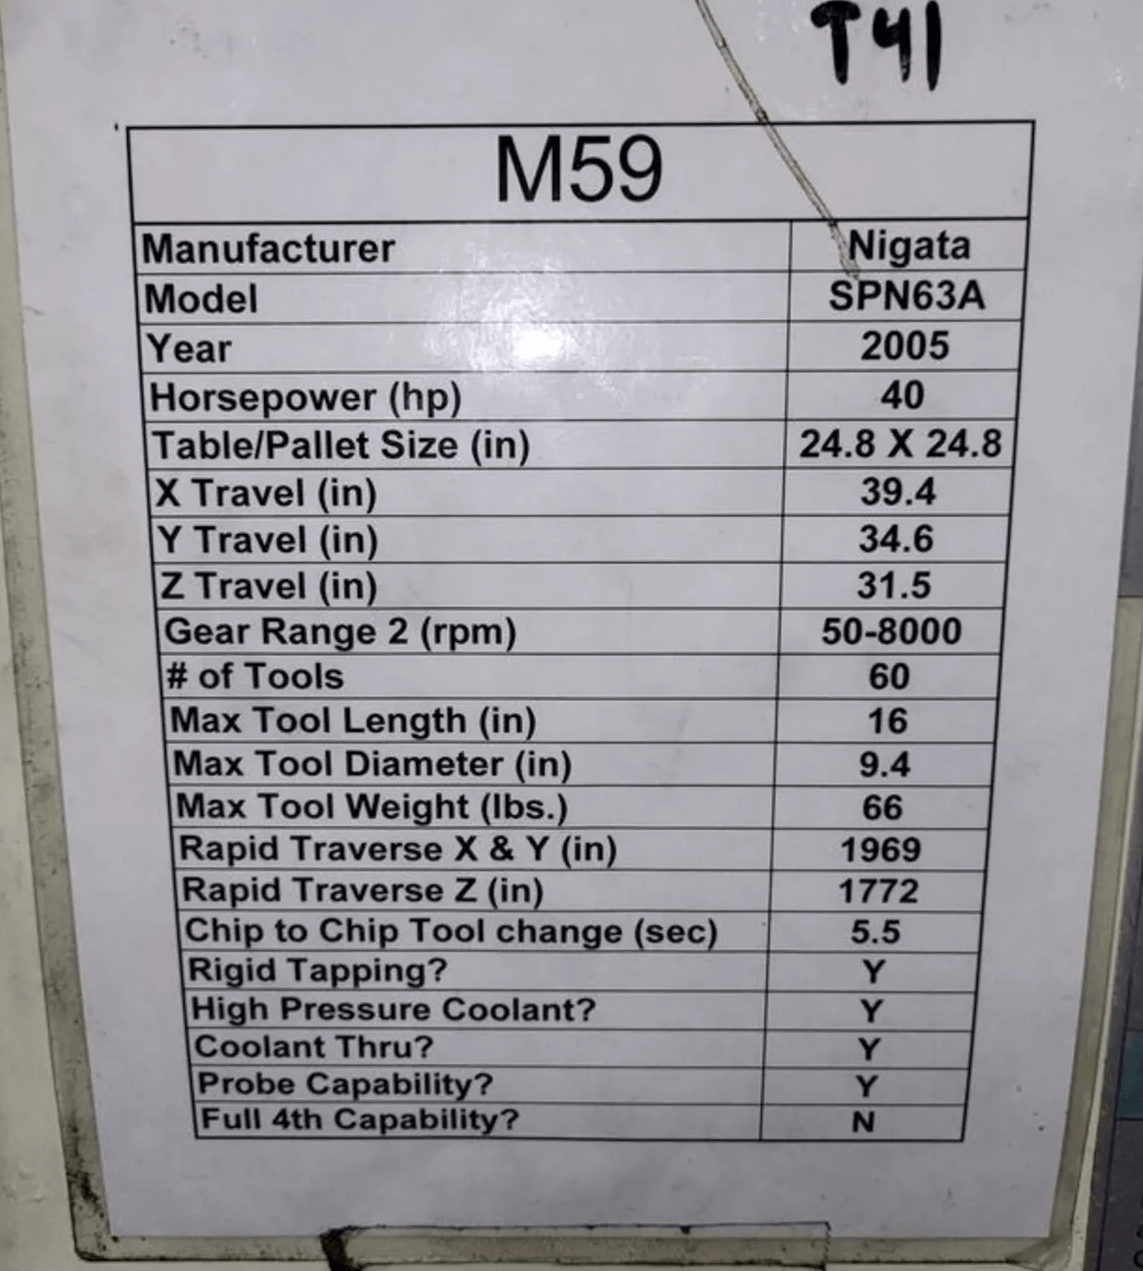 T41
M59
Manufacturer Nigata
Model SPN63A
Year 2005
Horsepower (hp) 40
Table/Pallet Size (in) 24.8 X 24.8
X Travel (in) 39.4
Y Travel (in) 34.6
Z Travel (in) 31.5
Gear Range 2 (rpm) 50-8000
# of Tools 60
Max Tool Length (in) 16
Max Tool Diameter (in) 9.4
Max Tool Weight (lbs.) 66
Rapid Traverse X & Y (in) 1969
Rapid Traverse Z (in) 1772
Chip to Chip Tool change (sec) 5.5
Rigid Tapping? Y
High Pressure Coolant? Y
Coolant Thru? Y
Probe Capability? Y
Full 4th Capability? N